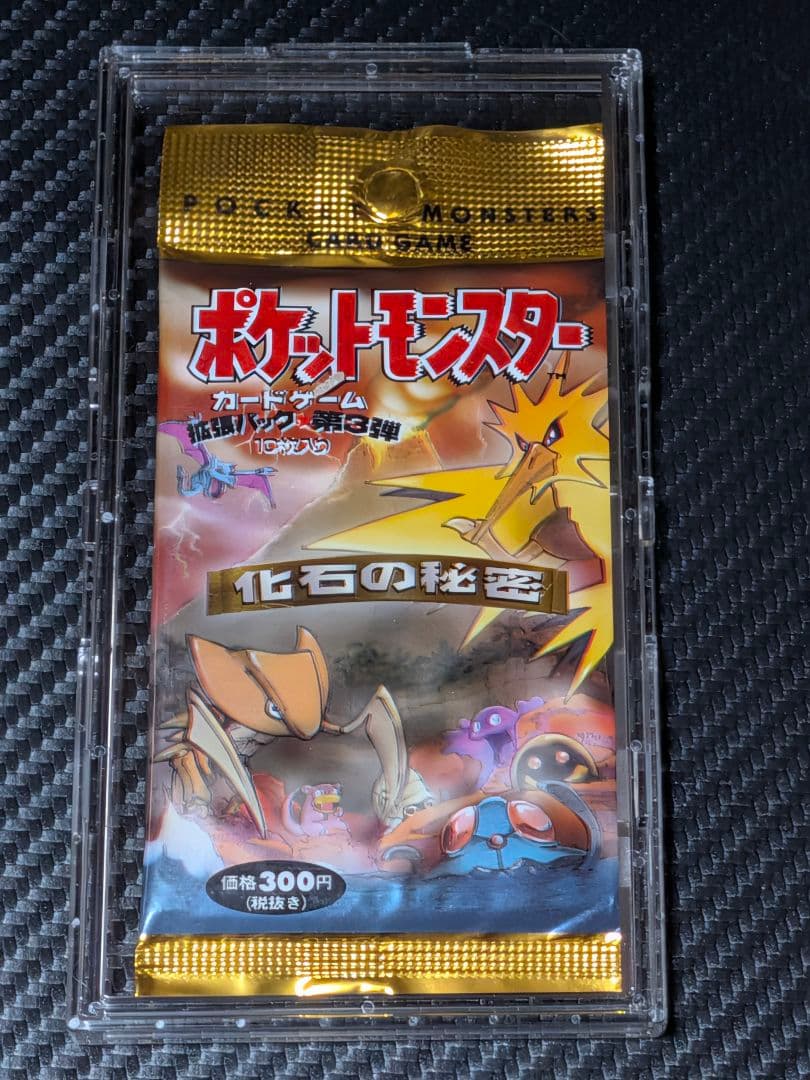 POCK MONSTERS
CARD GAME
ポケットモンスター
TM
カードゲーム
拡張パック★第3弾
(10枚入り)
化石の秘密
価格300円
(税抜き)